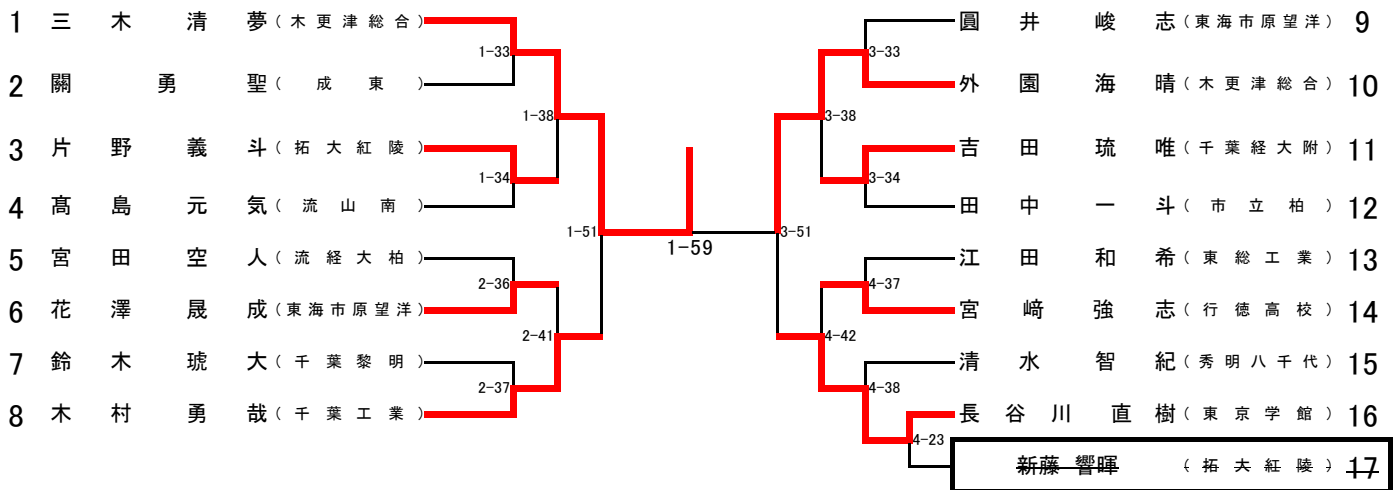 1 三木清夢 (木更津総合)
2 關勇聖 (成東)
3 片野義斗 (拓大紅陵)
4 髙島元気 (流山南)
5 宮田空人 (流経大柏)
6 花澤晟成 (東海市原望洋)
7 鈴木琥大 (千葉黎明)
8 木村勇哉 (千葉工業)
1-33
1-34
2-36
2-37
1-38
2-41
1-51
1-59
3-51
3-38
4-42
3-33
3-34
4-37
4-38
4-23
圓井峻志 (東海市原望洋) 9
外園海晴 (木更津総合) 10
吉田琉唯 (千葉経大附) 11
田中一斗 (市立柏) 12
江田和希 (東総工業) 13
宮﨑強志 (行徳高校) 14
清水智紀 (秀明八千代) 15
長谷川直樹 (東京学館) 16
新藤 響暉 (拓大紅陵) 17